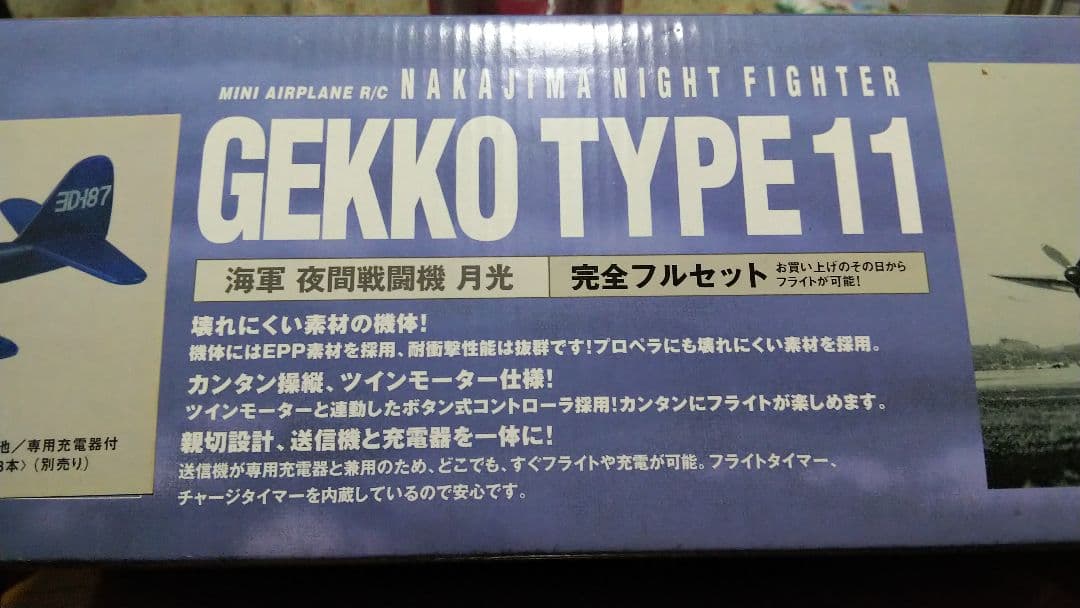 MINI AIRPLANE R/C NAKAJIMA NIGHT FIGHTER
GEKKO TYPE 11
海軍 夜間戦闘機 月光
完全フルセット お買い上げのその日から
フライトが可能!
壊れにくい素材の機体!
機体にはEPP素材を採用、耐衝撃性能は抜群です!プロペラにも壊れにくい素材を採用。
カンタン操縦、ツインモーター仕様!
ツインモーターと連動したボタン式コントローラ採用!カンタンにフライトが楽しめます。
親切設計、送信機と充電器を一体に!
送信機が専用充電器と兼用のため、どこでも、すぐフライトや充電が可能。フライトタイマー、
チャージタイマーを内蔵しているので安心です。
ヨD-187
池/専用充電器付
本〉(別売り)